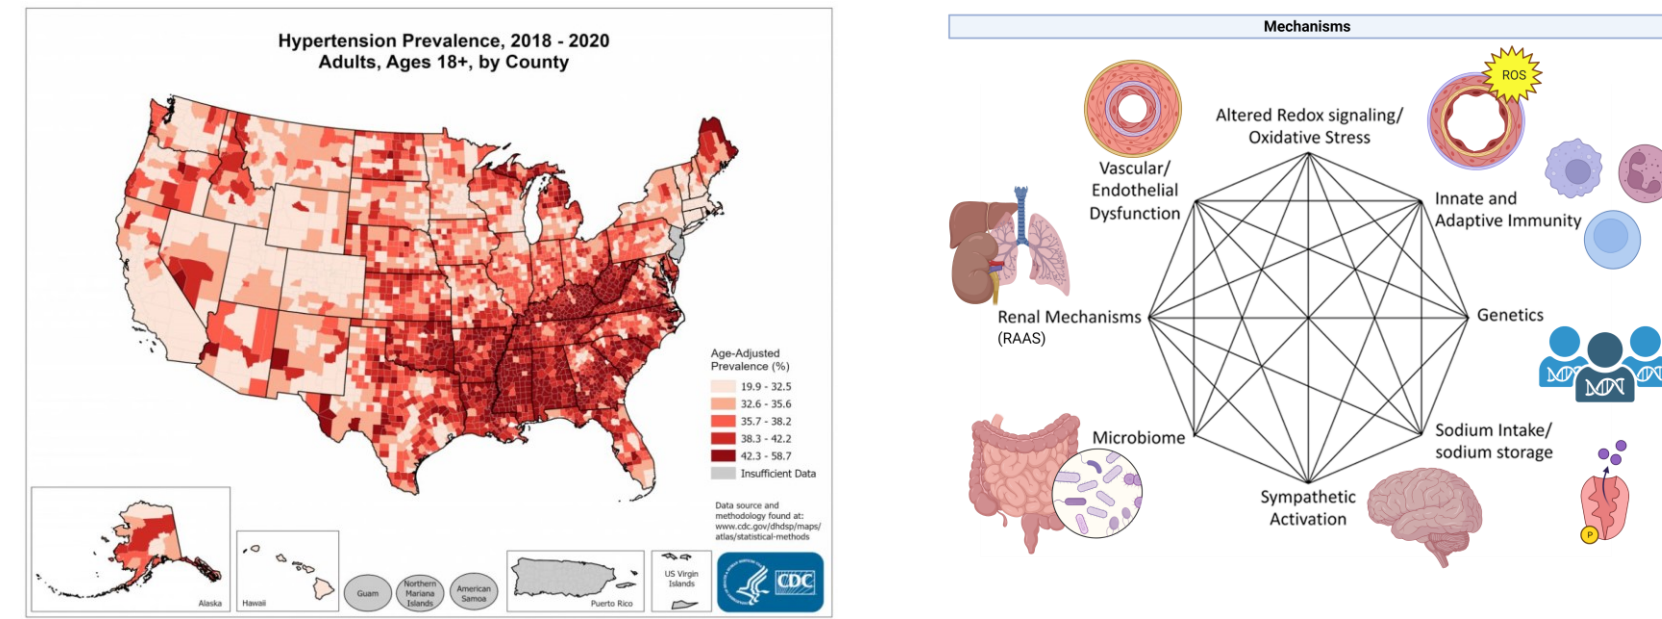 Hypertension Prevalence, 2018 - 2020
Adults, Ages 18+, by County
Age-Adjusted
Prevalence (%)
19.9 - 32.5
32.6 - 35.6
35.7 - 38.2
38.3 - 42.2
42.3 - 58.7
Insufficient Data
Data source and
methodology found at:
www.cdc.gov/dhdsp/maps/
atlas/statistical-methods
Alaska
Hawaii
Guam
Northern
Mariana
Islands
American
Samoa
Puerto Rico
US Virgin
Islands
CDC
Mechanisms
ROS
Altered Redox signaling/
Oxidative Stress
Vascular/
Endothelial
Dysfunction
Innate and
Adaptive Immunity
Renal Mechanisms
(RAAS)
Genetics
Microbiome
Sodium Intake/
sodium storage
Sympathetic
Activation
P